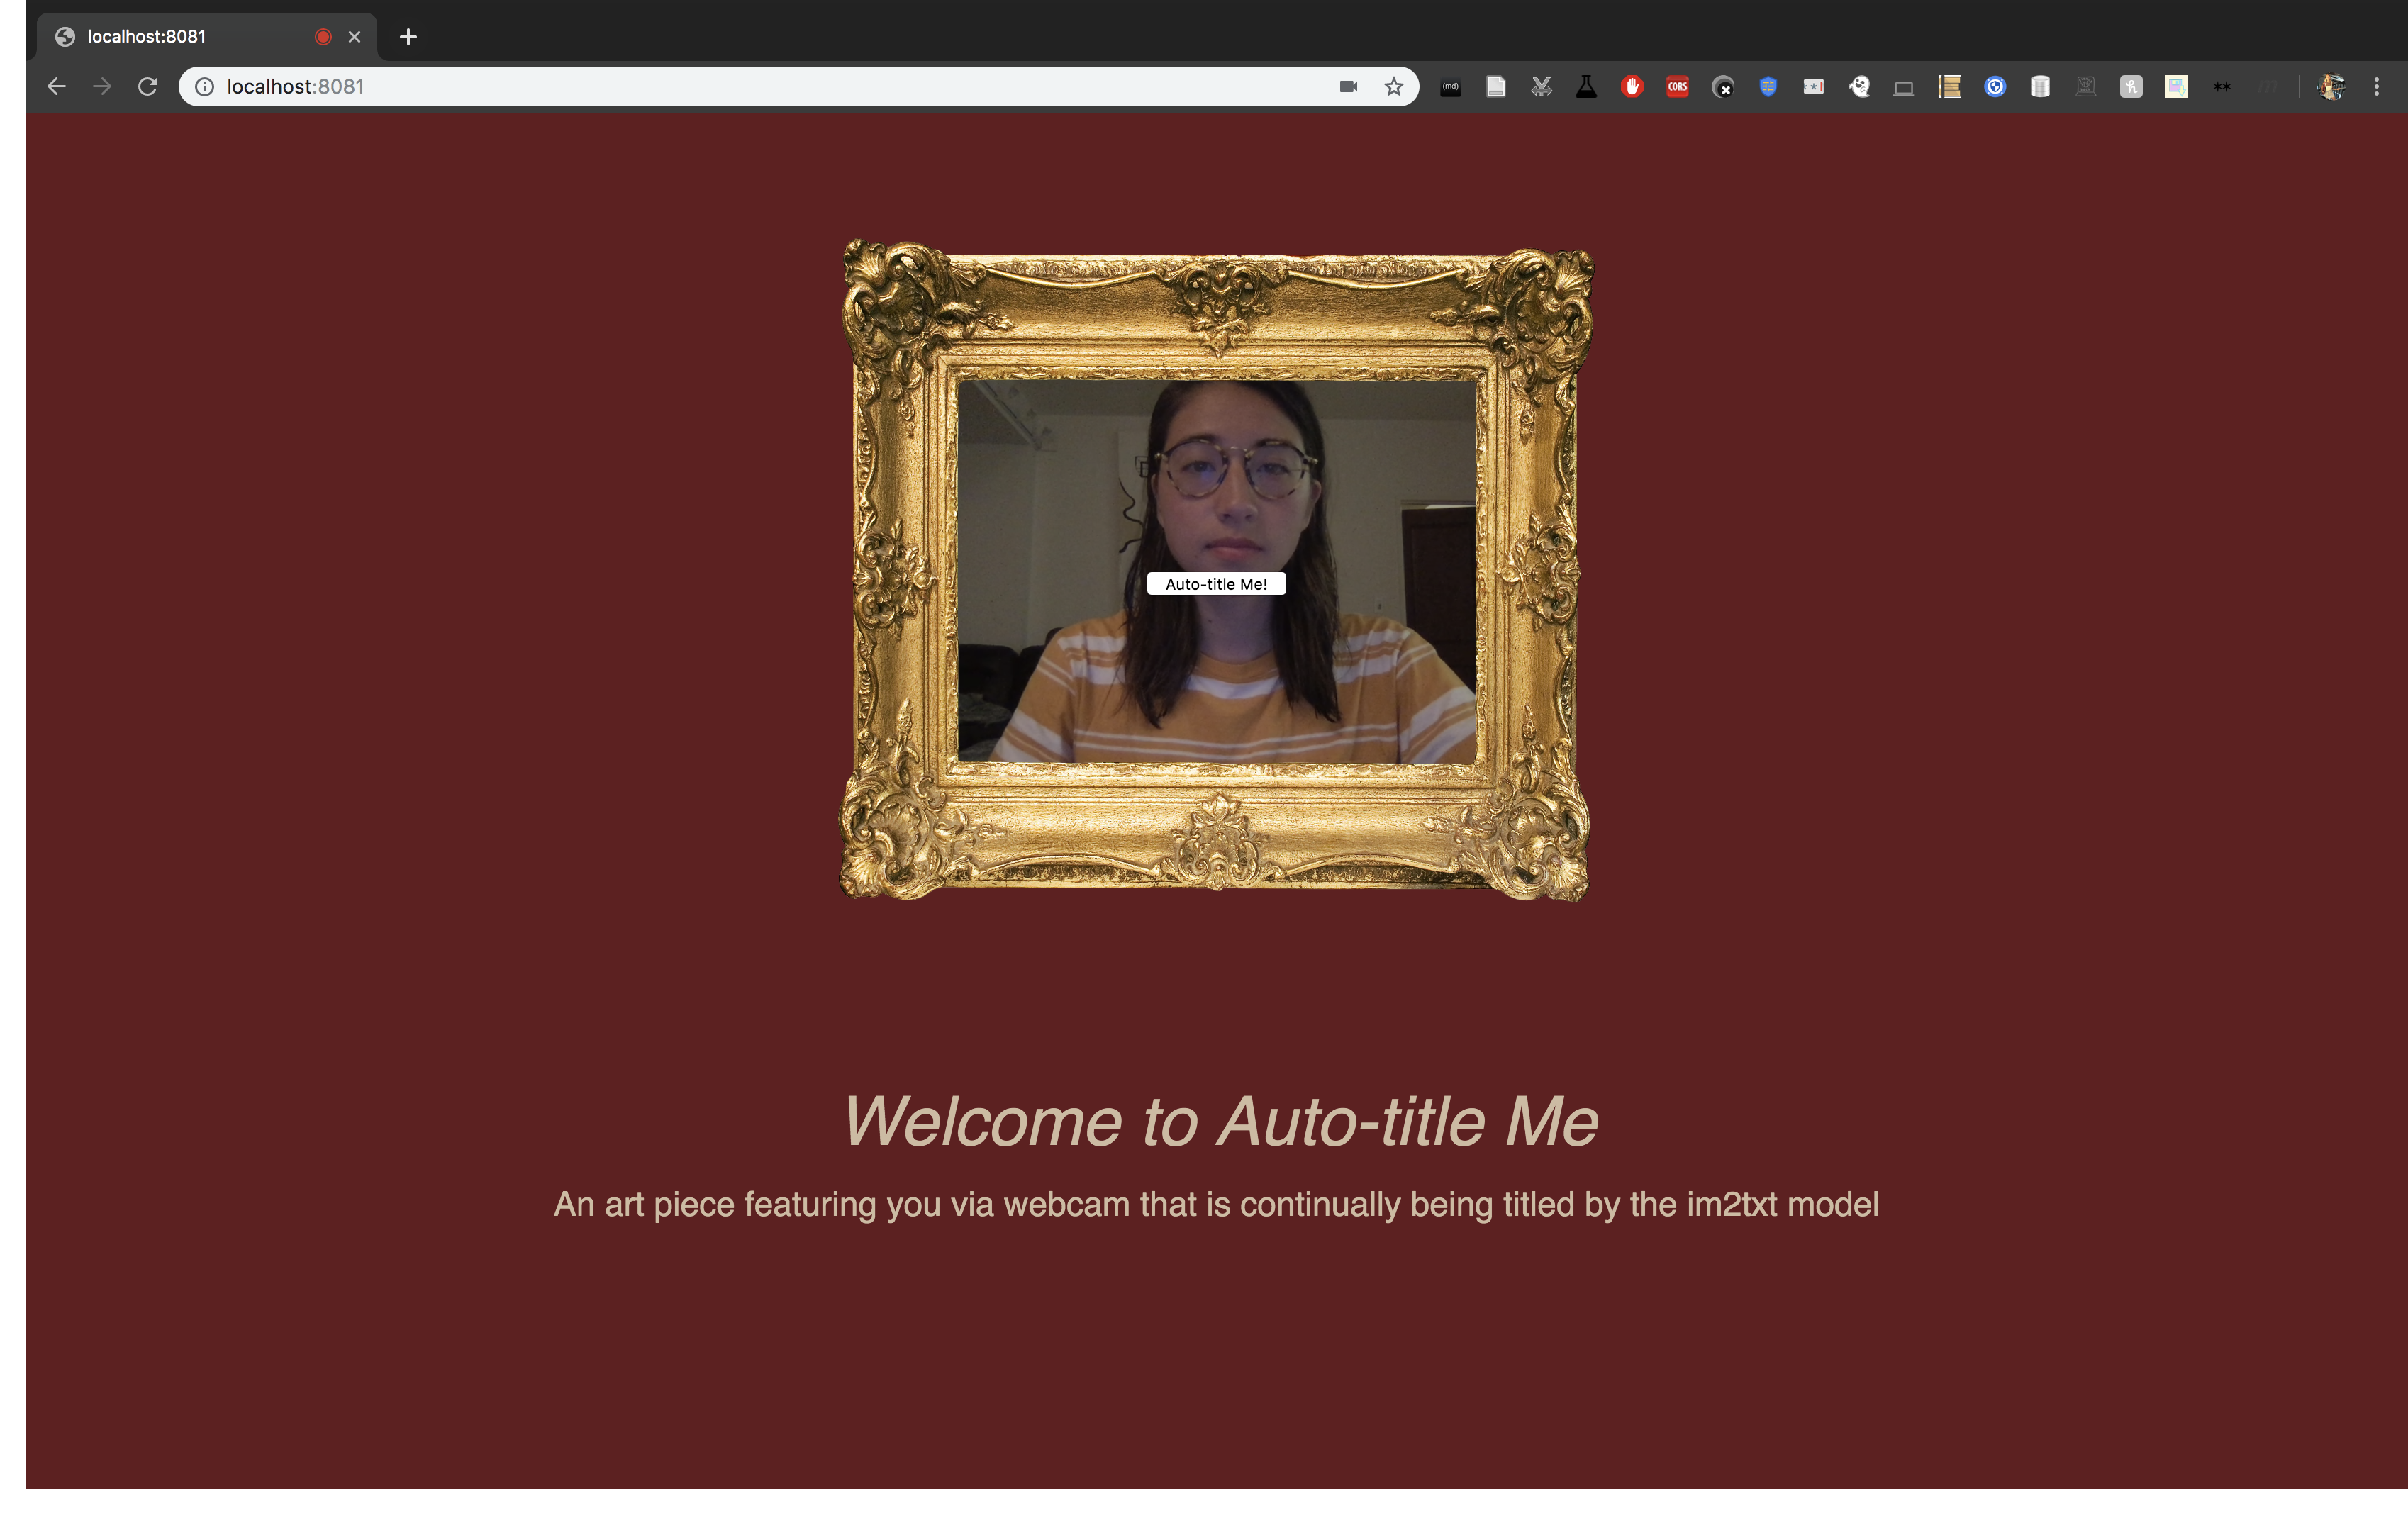 localhost:8081
localhost:8081
(md)
CORS
Auto-title Me!
Welcome to Auto-title Me
An art piece featuring you via webcam that is continually being titled by the im2txt model